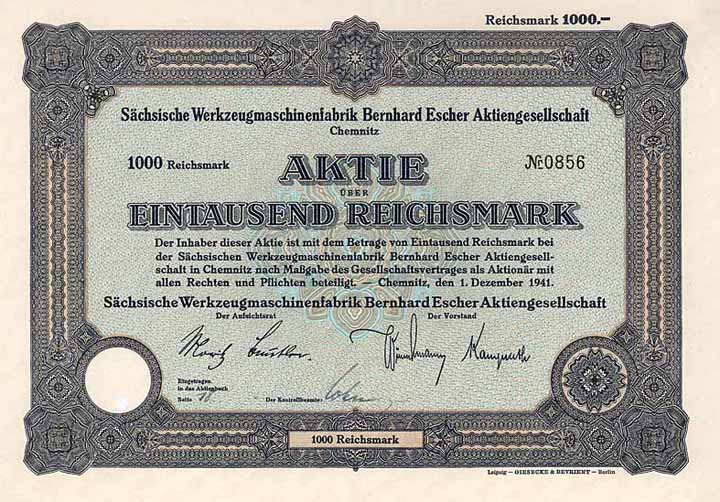 Reichsmark 1000.—
Sächsische Werkzeugmaschinenfabrik Bernhard Escher Aktiengesellschaft
Chemnitz
1000 Reichsmark
AKTIE
№ 0856
ÜBER
EINTAUSEND REICHSMARK
Der Inhaber dieser Aktie ist mit dem Betrage von Eintausend Reichsmark bei
der Sächsischen Werkzeugmaschinenfabrik Bernhard Escher Aktiengesell-
schaft in Chemnitz nach Maßgabe des Gesellschaftsvertrages als Aktionär mit
allen Rechten und Pflichten beteiligt. Chemnitz, den 1. Dezember 1941.
Sächsische Werkzeugmaschinenfabrik Bernhard Escher Aktiengesellschaft
Der Aufsichtsrat Der Vorstand
Eingetragen
in das Aktienbuch
Seite
Der Kontrollbeamte:
1000
1000 Reichsmark
Leipzig — GIESECKE & DEVRIENT — Berlin